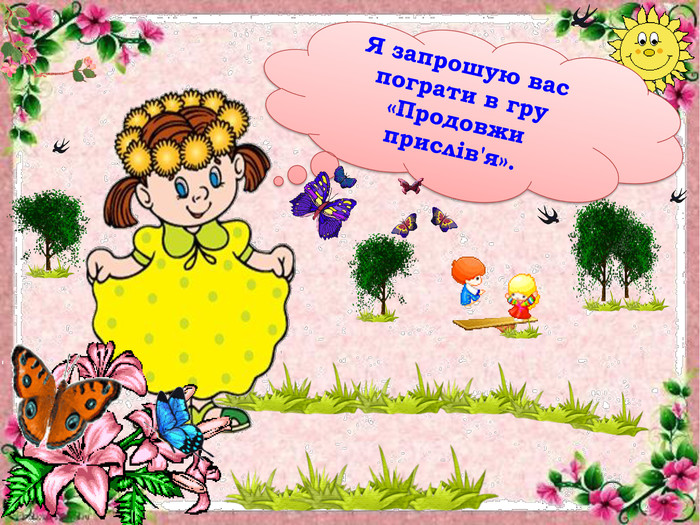 Я запрошую вас
пограти в гру
«Продовжи
прислів'я».